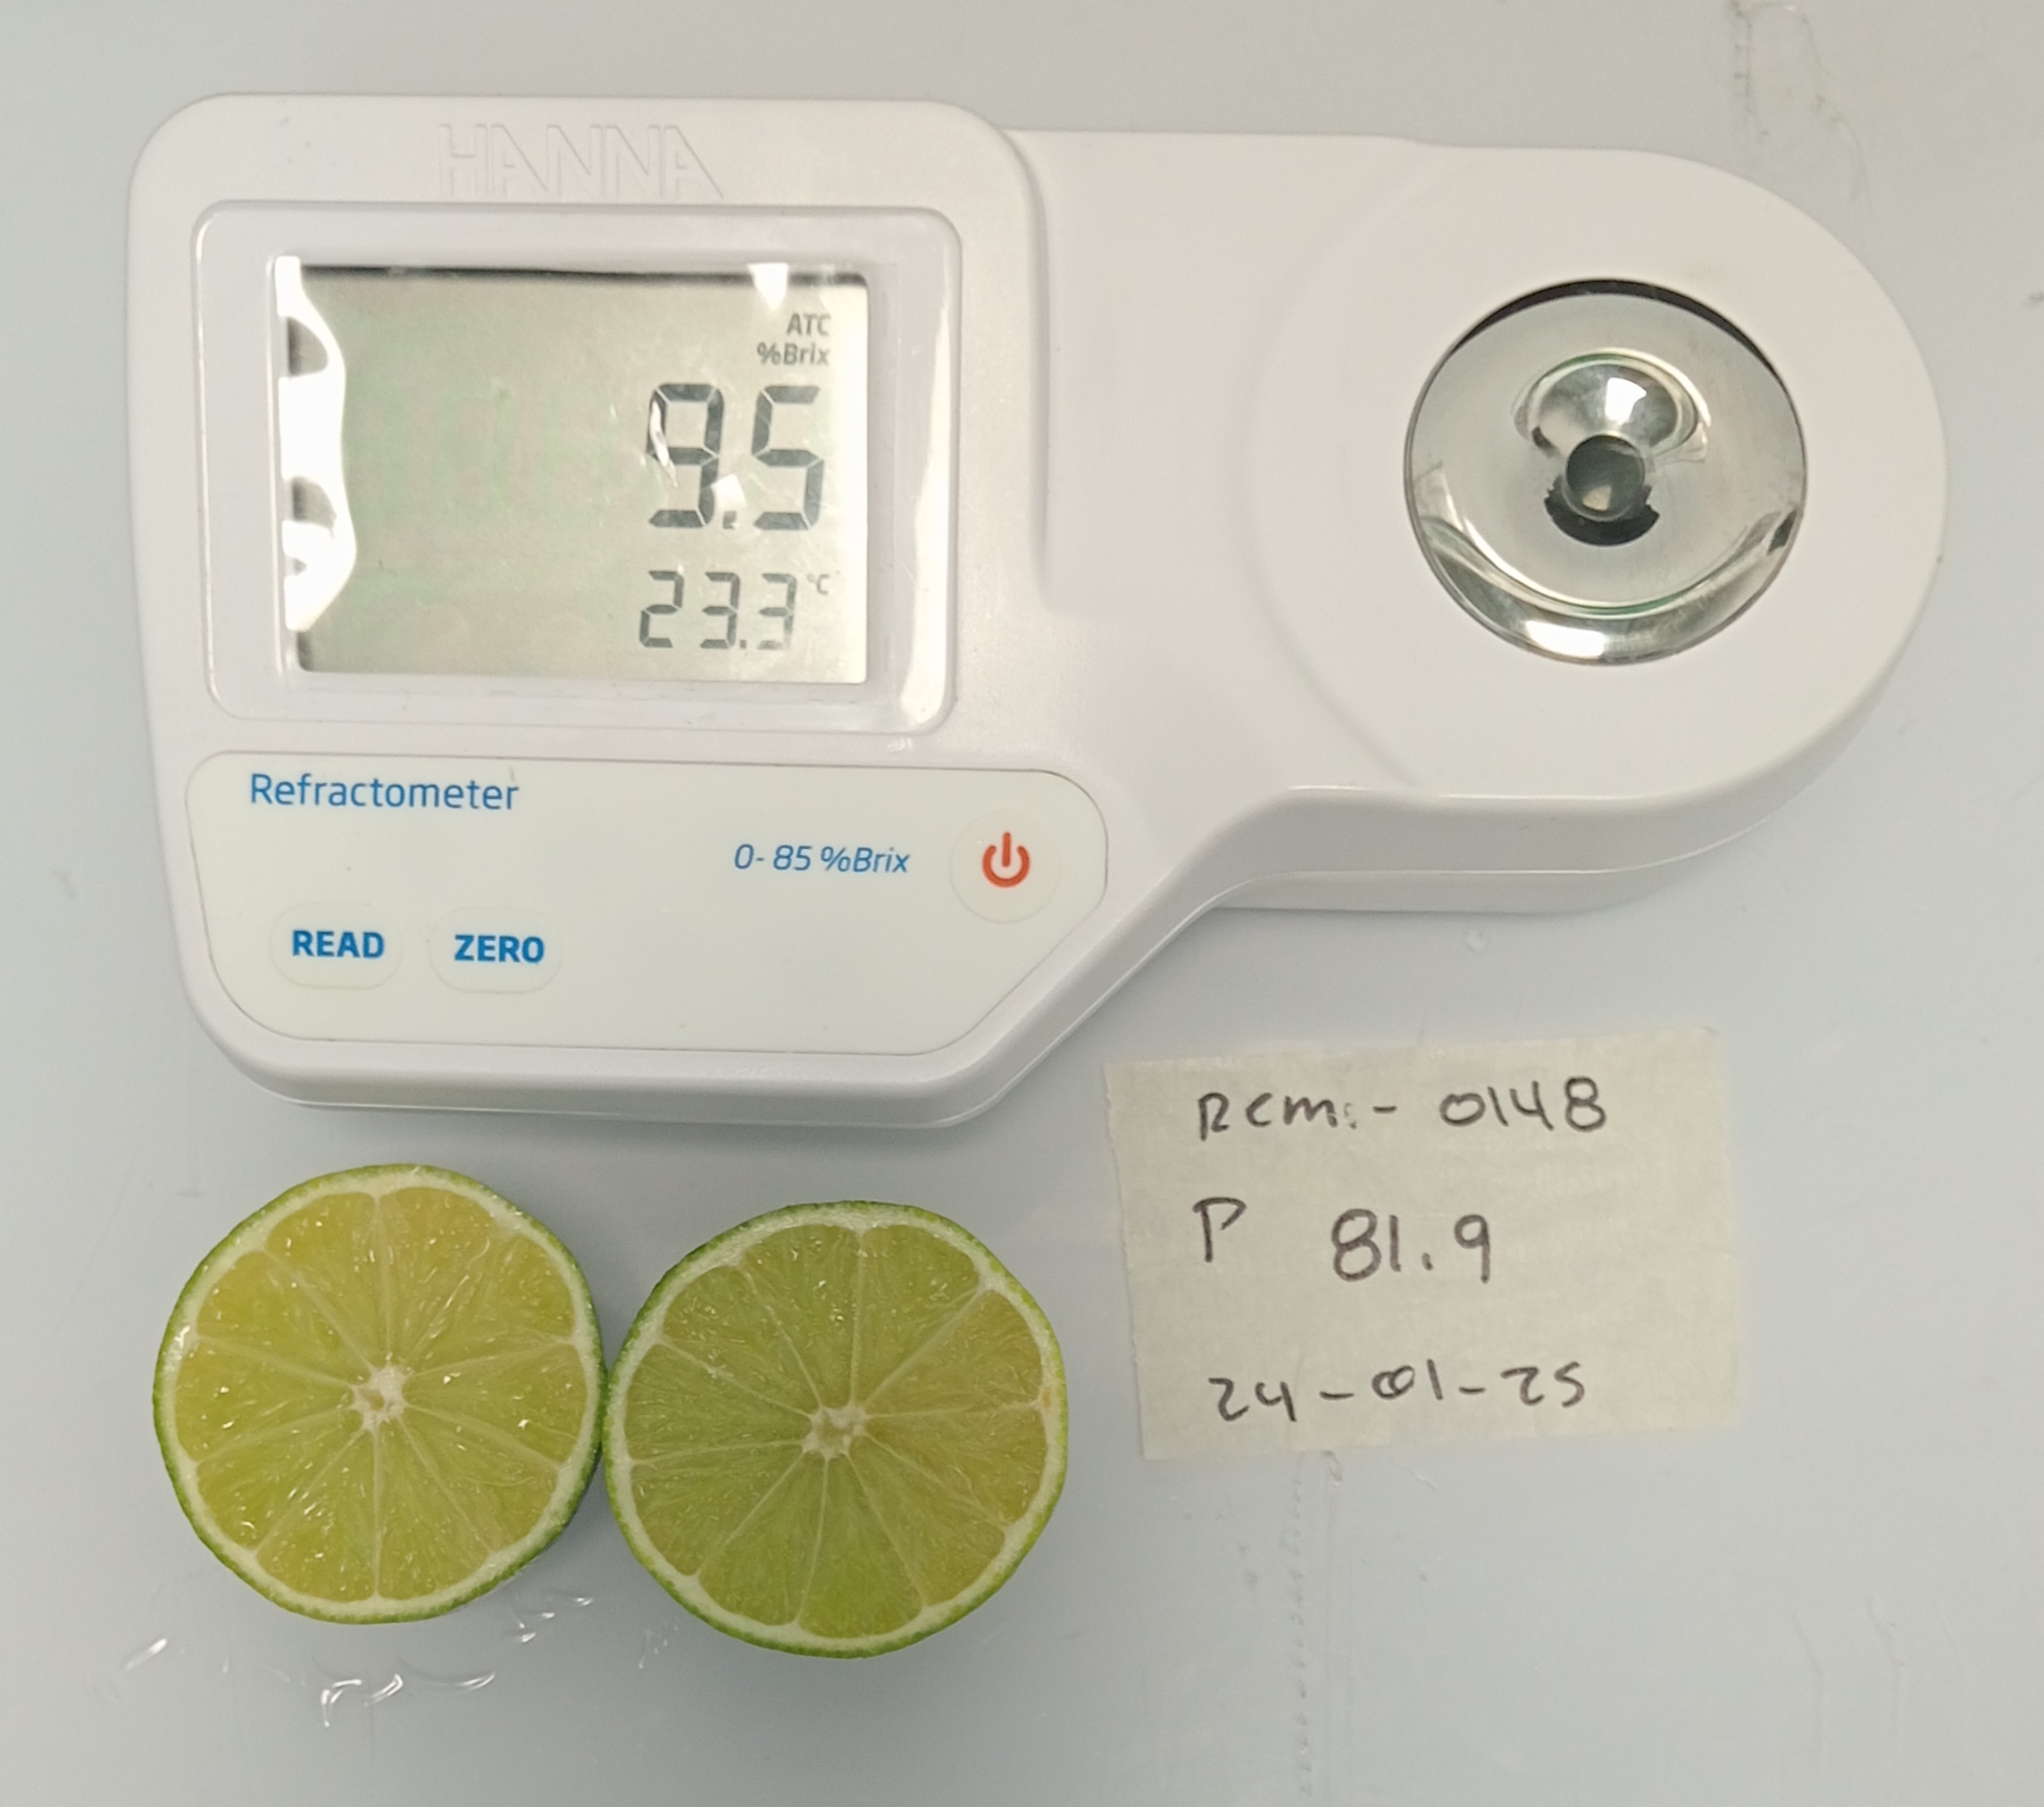 HANNA
ATC
%Brix
9.5
23.3 °C
Refractometer
0-85 %Brix
READ ZERO
RCM:- 0148
P 81.9
24-01-25